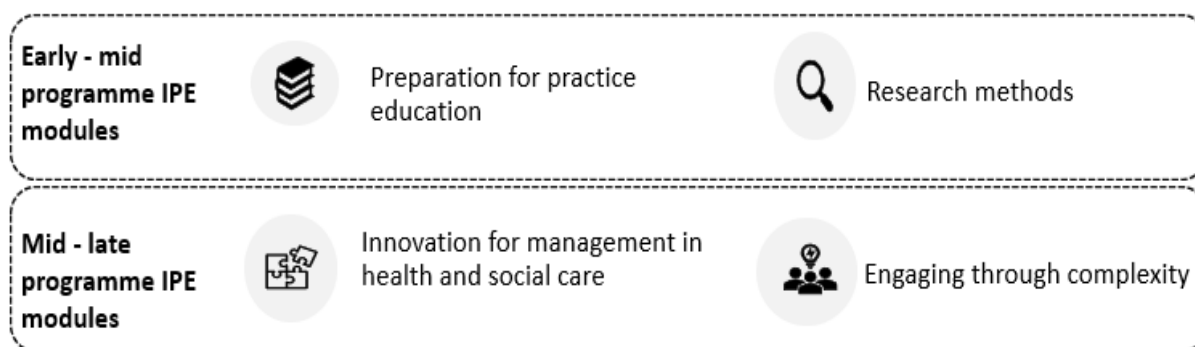 Early - mid
programme IPE
modules
Preparation for practice
education
Research methods
Mid - late
programme IPE
modules
Innovation for management in
health and social care
Engaging through complexity